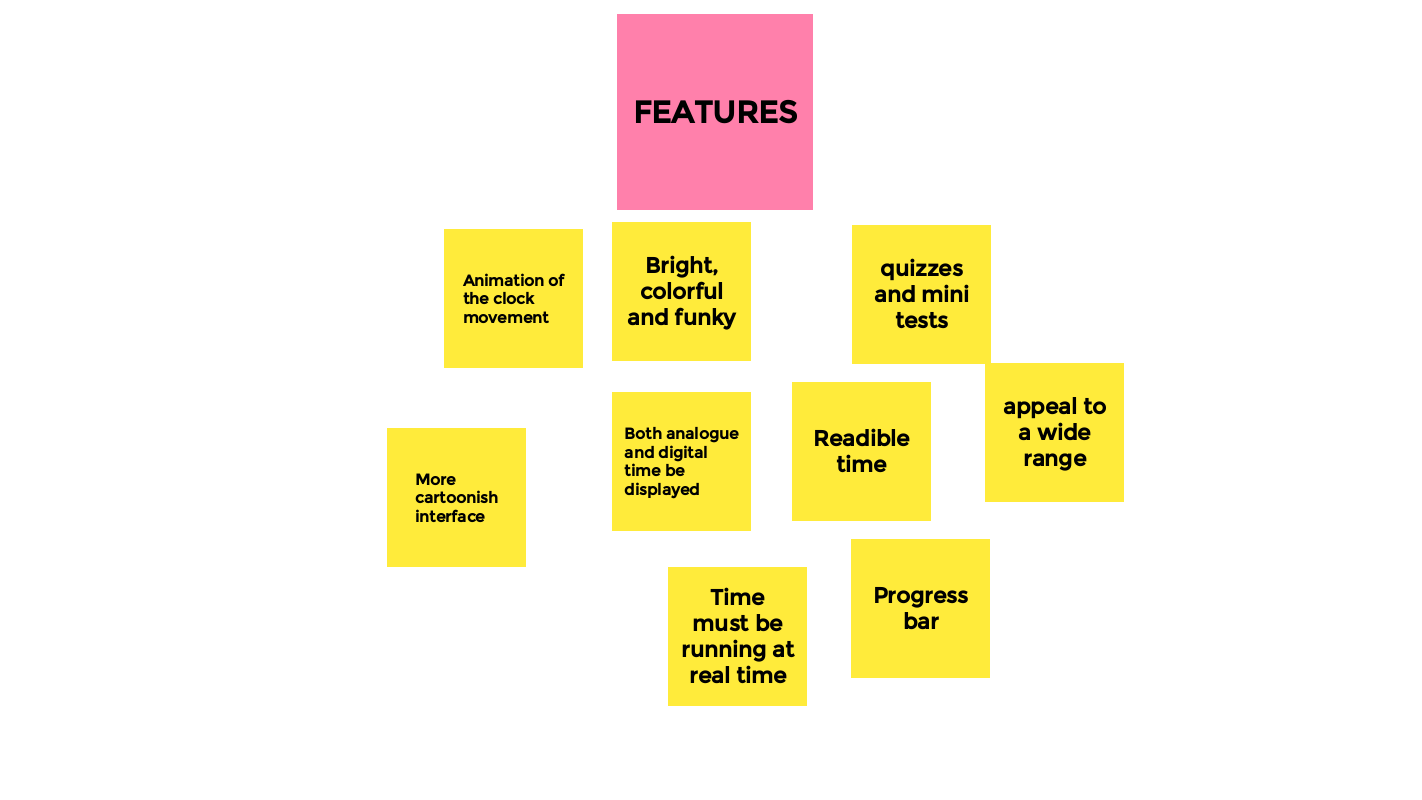 FEATURES
Animation of
the clock
movement
Bright,
colorful
and funky
quizzes
and mini
tests
More
cartoonish
interface
Both analogue
and digital
time be
displayed
Readible
time
appeal to
a wide
range
Time
must be
running at
real time
Progress
bar